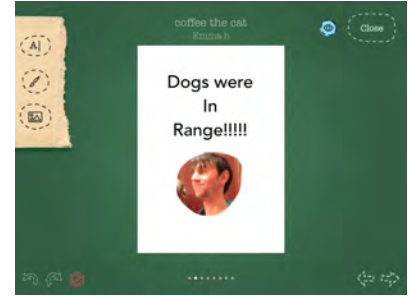 coffee the cat
Emma h
Close
A
Dogs were
In
Range!!!!!